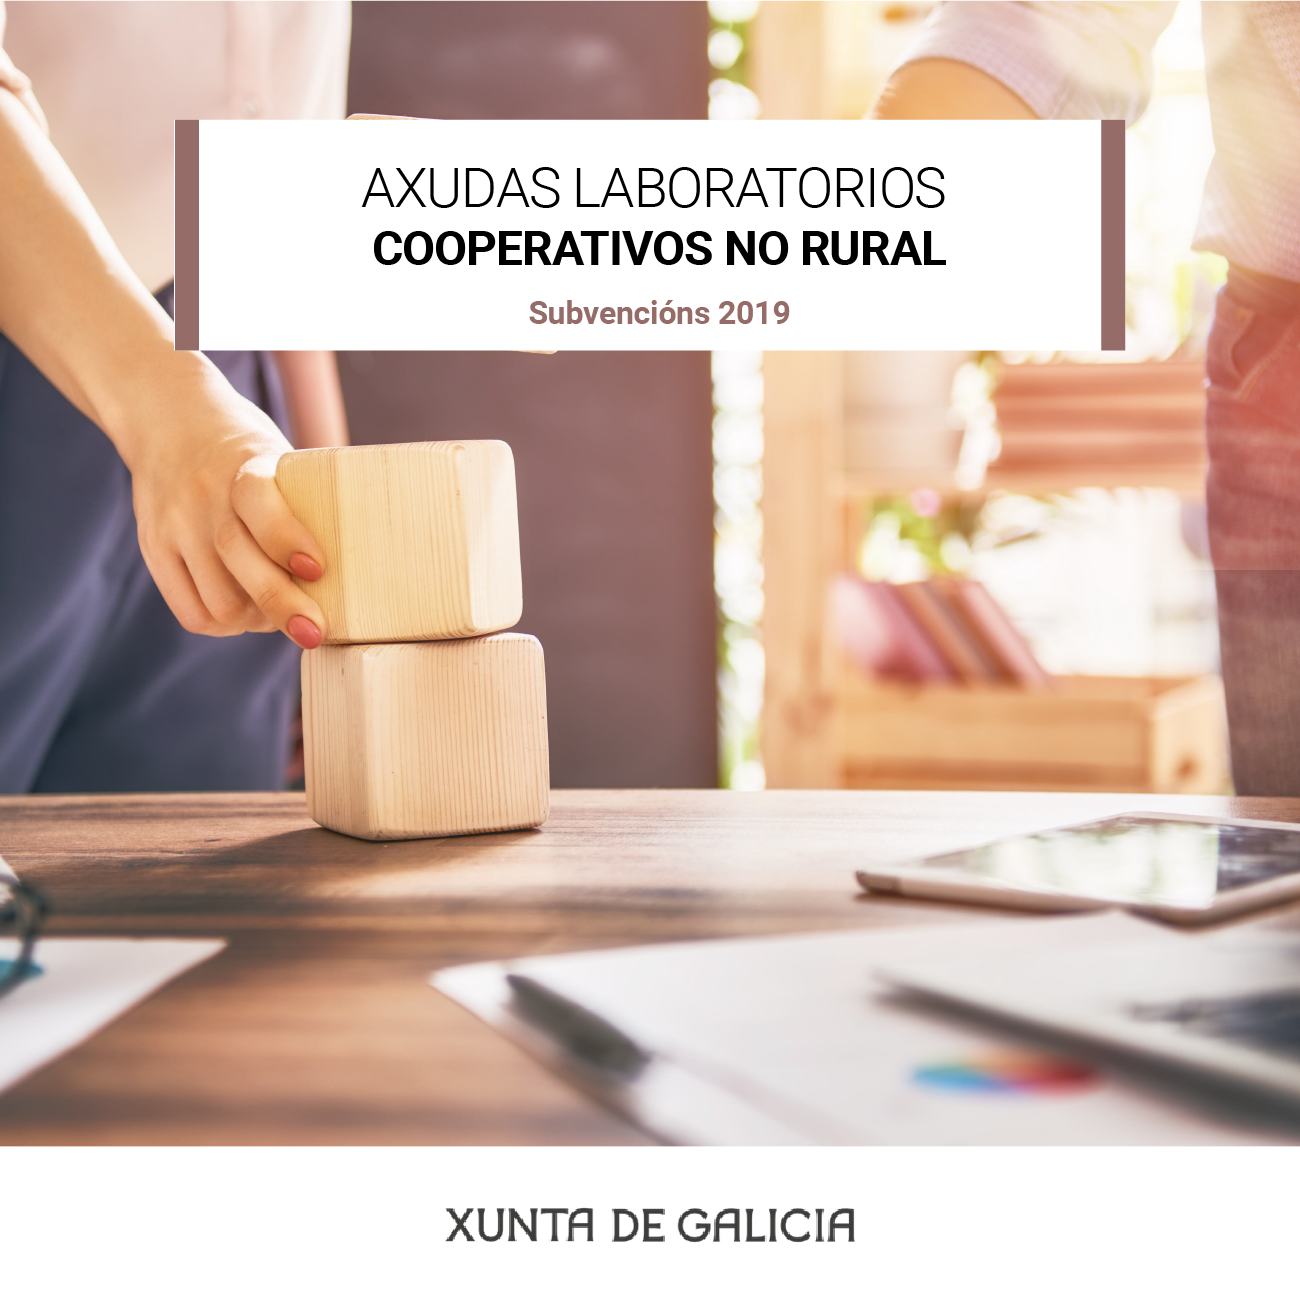 AXUDAS LABORATORIOS
COOPERATIVOS NO RURAL
Subvencións 2019
XUNTA DE GALICIA